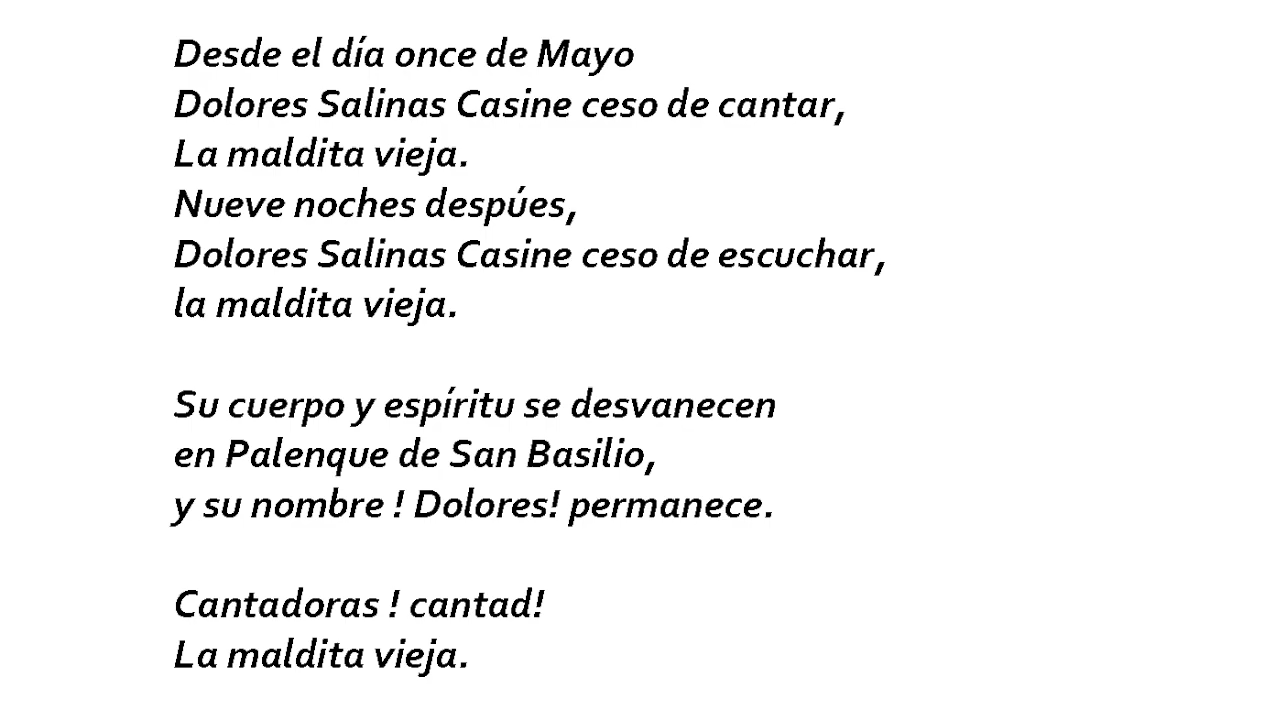 Desde el día once de Mayo
Dolores Salinas Casine ceso de cantar,
La maldita vieja.
Nueve noches despúes,
Dolores Salinas Casine ceso de escuchar,
la maldita vieja.
Su cuerpo y espíritu se desvanecen
en Palenque de San Basilio,
y su nombre ! Dolores! permanece.
Cantadoras ! cantad!
La maldita vieja.